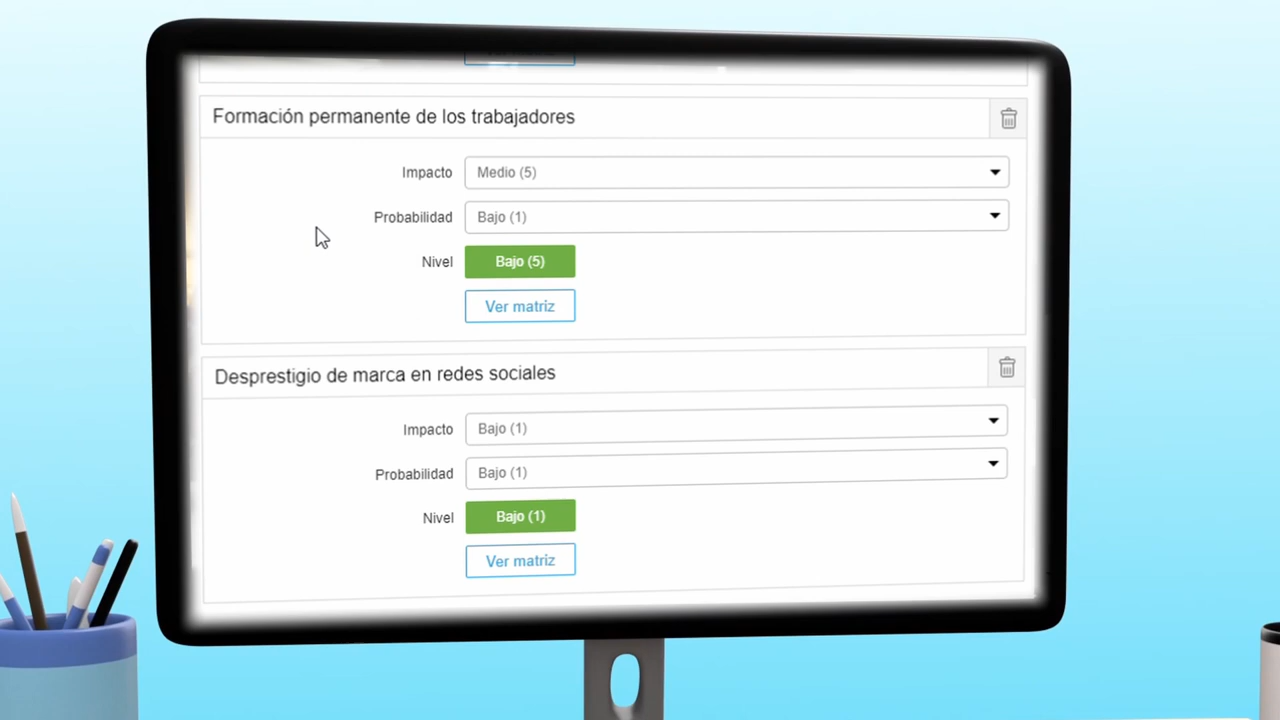 Formación permanente de los trabajadores
Impacto Medio (5)
Probabilidad Bajo (1)
Nivel Bajo (5)
Ver matriz
Desprestigio de marca en redes sociales
Impacto Bajo (1)
Probabilidad Bajo (1)
Nivel Bajo (1)
Ver matriz